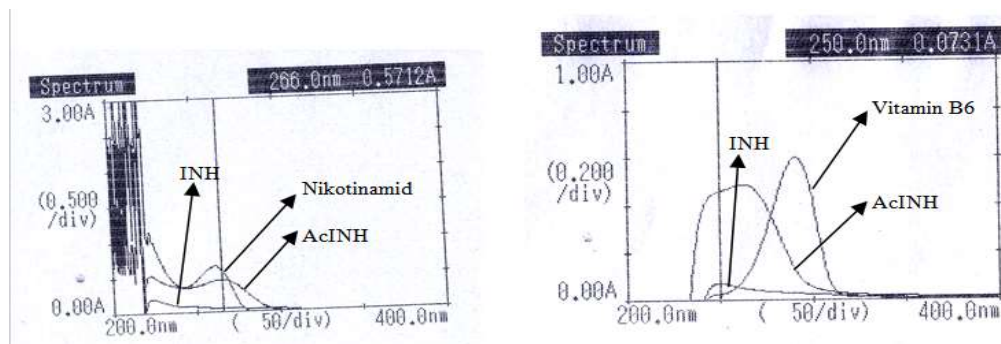 Spectrum 266.0nm 0.5712A
3.00A
INH
Nikotinamid
(0.500
/div)
AcINH
0.00A
200.0nm ( 50/div) 400.0nm
Spectrum 250.0nm 0.0731A
1.00A
Vitamin B6
INH
(0.200
/div)
AcINH
0.00A
200.0nm ( 50/div) 400.0nm